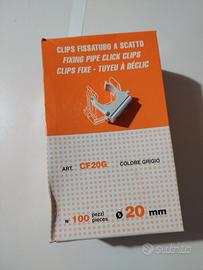 CLIPS FISSATUBO A SCATTO
FIXING PIPE CLICK CLIPS
CLIPS FIXE - TUYEU À DÉCLIC
ART. CF20G COLORE GRIGIO
N° 100 pezzi pieces Ø 20 mm
subito